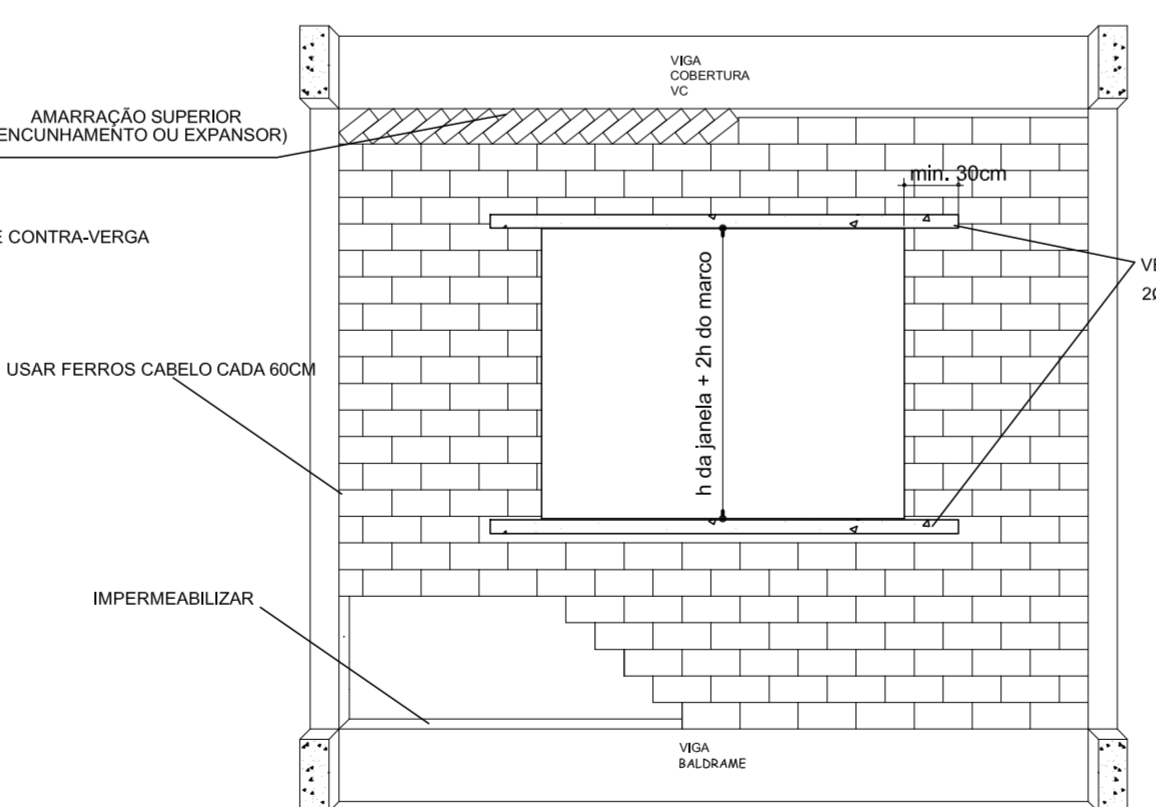 VIGA
COBERTURA
VC
AMARRAÇÃO SUPERIOR
ENCUNHAMENTO OU EXPANSOR)
min. 30cm
CONTRA-VERGA
h da janela + 2h do marco
USAR FERROS CABELO CADA 60CM
IMPERMEABILIZAR
VIGA
BALDRAME